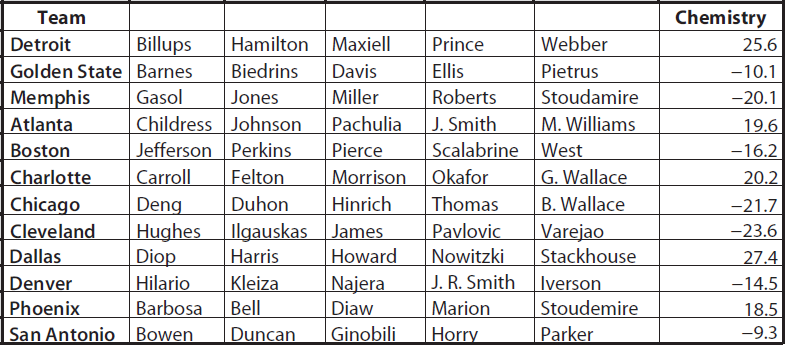 Team Chemistry
Detroit Billups Hamilton Maxiell Prince Webber 25.6
Golden State Barnes Biedrins Davis Ellis Pietrus −10.1
Memphis Gasol Jones Miller Roberts Stoudamire −20.1
Atlanta Childress Johnson Pachulia J. Smith M. Williams 19.6
Boston Jefferson Perkins Pierce Scalabrine West −16.2
Charlotte Carroll Felton Morrison Okafor G. Wallace 20.2
Chicago Deng Duhon Hinrich Thomas B. Wallace −21.7
Cleveland Hughes Ilgauskas James Pavlovic Varejao −23.6
Dallas Diop Harris Howard Nowitzki Stackhouse 27.4
Denver Hilario Kleiza Najera J. R. Smith Iverson −14.5
Phoenix Barbosa Bell Diaw Marion Stoudemire 18.5
San Antonio Bowen Duncan Ginobili Horry Parker −9.3